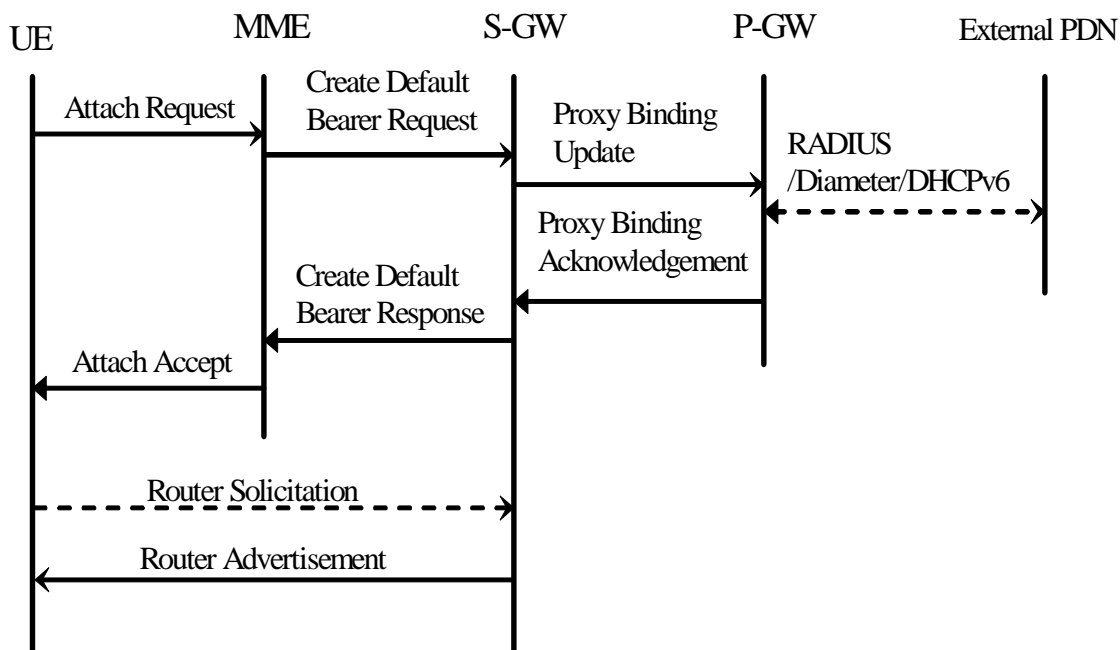 UE
MME
S-GW
P-GW
External PDN
Attach Request
Create Default
Bearer Request
Proxy Binding
Update
RADIUS
/Diameter/DHCPv6
Proxy Binding
Acknowledgement
Create Default
Bearer Response
Attach Accept
Router Solicitation
Router Advertisement